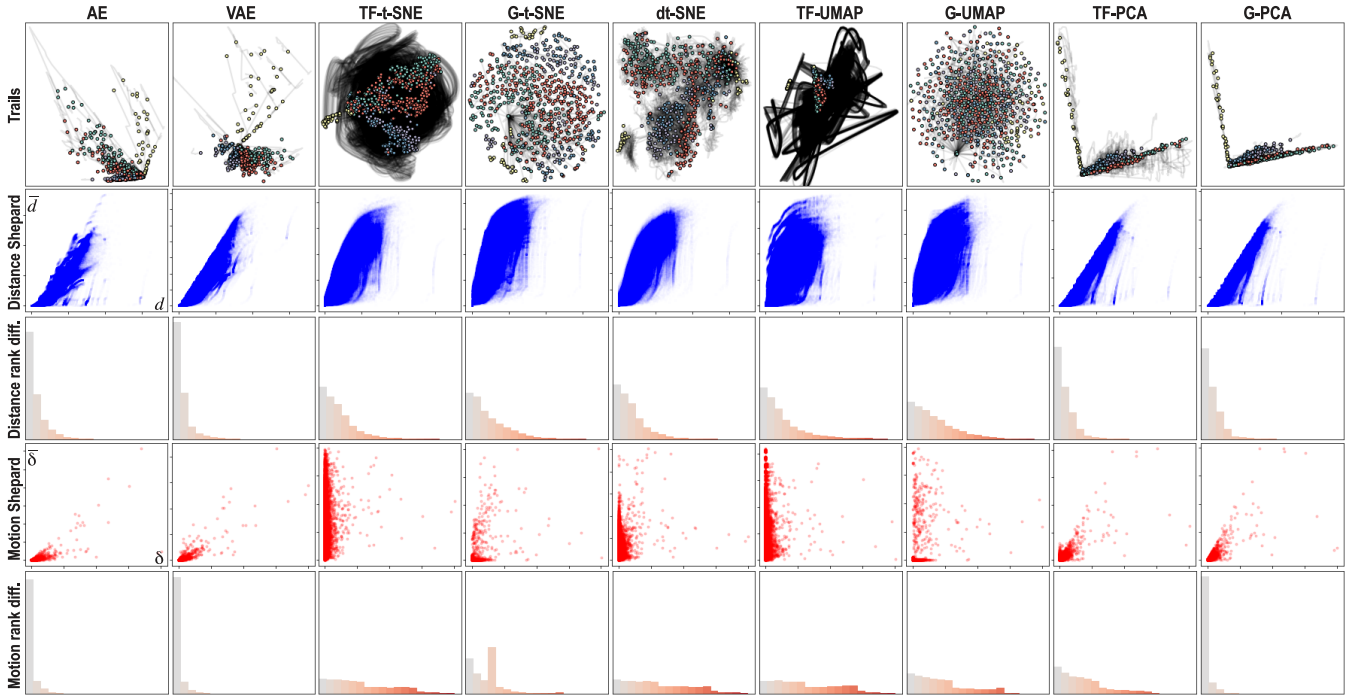 AE VAE TF-t-SNE G-t-SNE dt-SNE TF-UMAP G-UMAP TF-PCA G-PCA
Trails
Distance Shepard
d̅
d
Distance rank diff.
Motion Shepard
δ̅
δ
Motion rank diff.